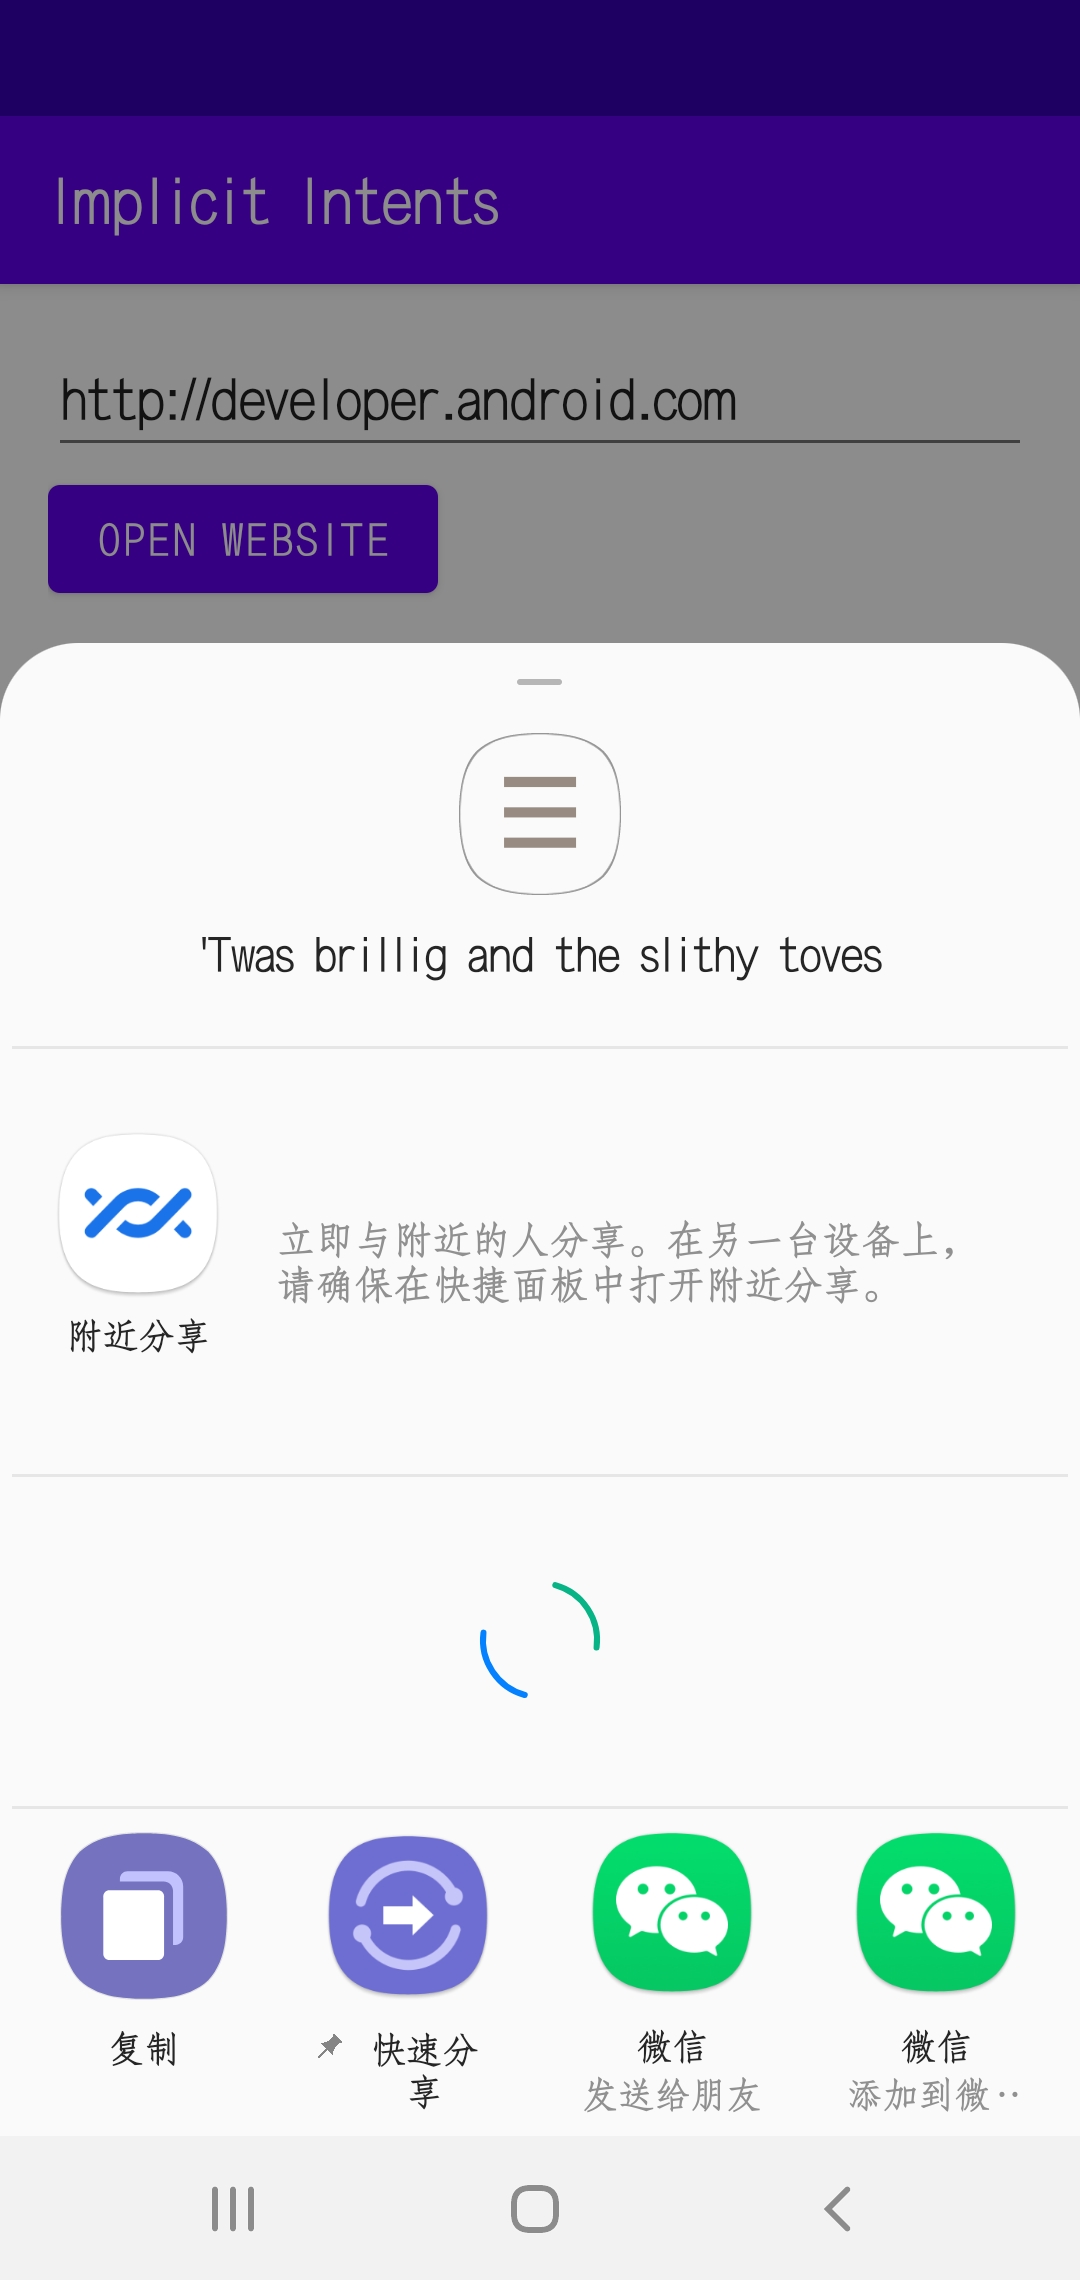 Implicit Intents
http://developer.android.com
OPEN WEBSITE
'Twas brillig and the slithy toves
立即与附近的人分享。在另一台设备上，
请确保在快捷面板中打开附近分享。
附近分享
复制
快速分
享
微信
发送给朋友
微信
添加到微··